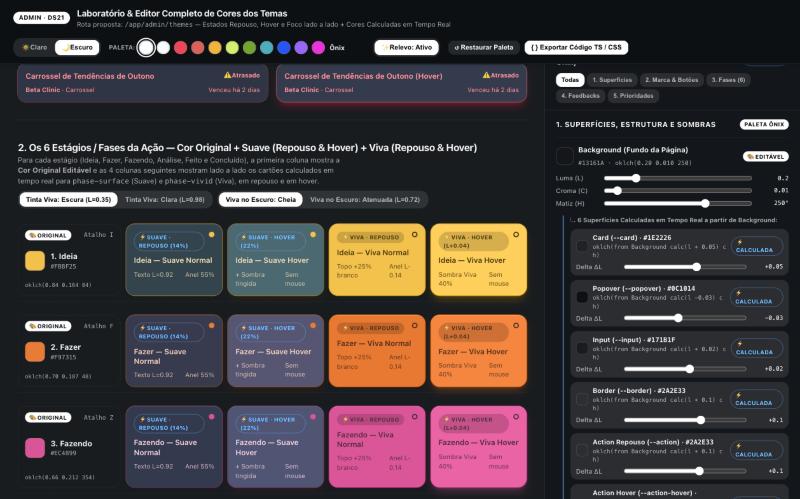 ADMIN · DS21
Laboratório & Editor Completo de Cores dos Temas
Rota proposta: /app/admin/themes — Estados Repouso, Hover e Foco lado a lado + Cores Calculadas em Tempo Real
Claro
Escuro
PALETA:
Ônix
Relevo: Ativo
Restaurar Paleta
{ } Exportar Código TS / CSS
Carrossel de Tendências de Outono
Atrasado
Beta Clinic · Carrossel
Venceu há 2 dias
Carrossel de Tendências de Outono (Hover)
Atrasado
Beta Clinic · Carrossel
Venceu há 2 dias
2. Os 6 Estágios / Fases da Ação — Cor Original + Suave (Repouso & Hover) + Viva (Repouso & Hover)
Para cada estágio (Ideia, Fazer, Fazendo, Análise, Feito e Concluído), a primeira coluna mostra a
Cor Original Editável e as 4 colunas seguintes mostram lado a lado os cartões calculados em
tempo real para phase-surface (Suave) e phase-vivid (Viva), em repouso e em hover.
Tinta Viva: Escura (L=0.35)
Tinta Viva: Clara (L=0.98)
Viva no Escuro: Cheia
Viva no Escuro: Atenuada (L=0.72)
ORIGINAL
Atalho I
1. Ideia
#FBBF25
oklch(0.84 0.164 84)
SUAVE ·
REPOUSO (14%)
Ideia — Suave Normal
Texto L=0.92
Anel 55%
SUAVE · HOVER
(22%)
Ideia — Suave Hover
+ Sombra
tingida
Sem
mouse
VIVA · REPOUSO
Ideia — Viva Normal
Topo +25%
branco
Anel L-
0.14
VIVA · HOVER
(L+0.04)
Ideia — Viva Hover
Sombra Viva
40%
Sem
mouse
ORIGINAL
Atalho F
2. Fazer
#F97315
oklch(0.70 0.187 48)
SUAVE ·
REPOUSO (14%)
Fazer — Suave
Normal
Texto L=0.92
Anel 55%
SUAVE · HOVER
(22%)
Fazer — Suave Hover
+ Sombra
tingida
Sem
mouse
VIVA · REPOUSO
Fazer — Viva Normal
Topo +25%
branco
Anel L-
0.14
VIVA · HOVER
(L+0.04)
Fazer — Viva Hover
Sombra Viva
40%
Sem
mouse
ORIGINAL
Atalho Z
3. Fazendo
#EC4899
oklch(0.66 0.212 354)
SUAVE ·
REPOUSO (14%)
Fazendo — Suave
Normal
Texto L=0.92
Anel 55%
SUAVE · HOVER
(22%)
Fazendo — Suave
Hover
+ Sombra
tingida
Sem
mouse
VIVA · REPOUSO
Fazendo — Viva
Normal
Topo +25%
branco
Anel L-
0.14
VIVA · HOVER
(L+0.04)
Fazendo — Viva Hover
Sombra Viva
40%
Sem
mouse
Todas
1. Superfícies
2. Marca & Botões
3. Fases (6)
4. Feedbacks
5. Prioridades
1. SUPERFÍCIES, ESTRUTURA E SOMBRAS
PALETA ÔNIX
Background (Fundo da Página)
#13161A · oklch(0.20 0.010 250)
EDITÁVEL
Luma (L)
0.2
Croma (C)
0.01
Matiz (H)
250°
6 Superfícies Calculadas em Tempo Real a partir de Background:
Card (--card) · #1E2226
oklch(from Background calc(l + 0.05) c
h)
CALCULADA
Delta ΔL
+0.05
Popover (--popover) · #0C1014
oklch(from Background calc(l -0.03) c
h)
CALCULADA
Delta ΔL
-0.03
Input (--input) · #171B1F
oklch(from Background calc(l + 0.02) c
h)
CALCULADA
Delta ΔL
+0.02
Border (--border) · #2A2E33
oklch(from Background calc(l + 0.1) c
h)
CALCULADA
Delta ΔL
+0.1
Action Repouso (--action) · #2A2E33
oklch(from Background calc(l + 0.1) c
h)
CALCULADA
Delta ΔL
+0.1
Action Hover (--action-hover) ·